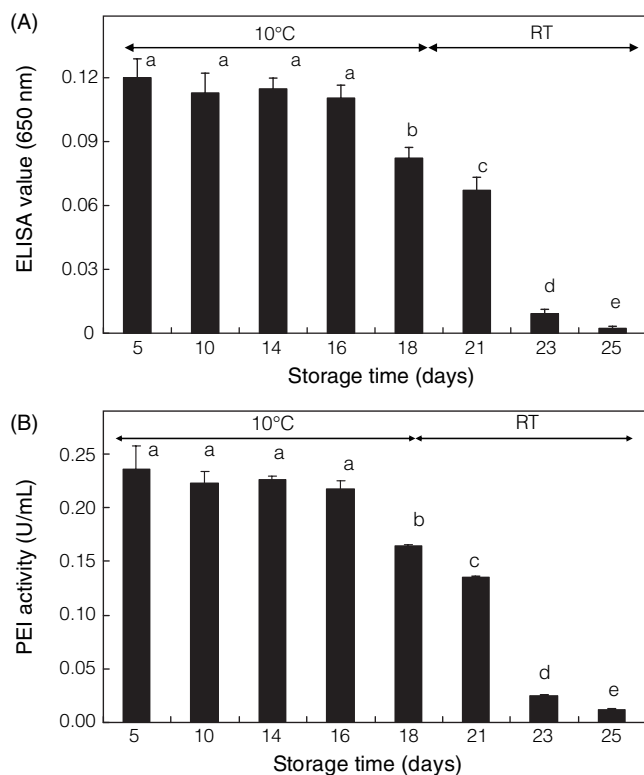 (A)
10°C RT
0.12
0.09
0.06
0.03
0
ELISA value (650 nm)
a a a a b c d e
5 10 14 16 18 21 23 25
Storage time (days)
(B)
10°C RT
0.25
0.20
0.15
0.10
0.05
0.00
PEI activity (U/mL)
a a a a b c d e
5 10 14 16 18 21 23 25
Storage time (days)